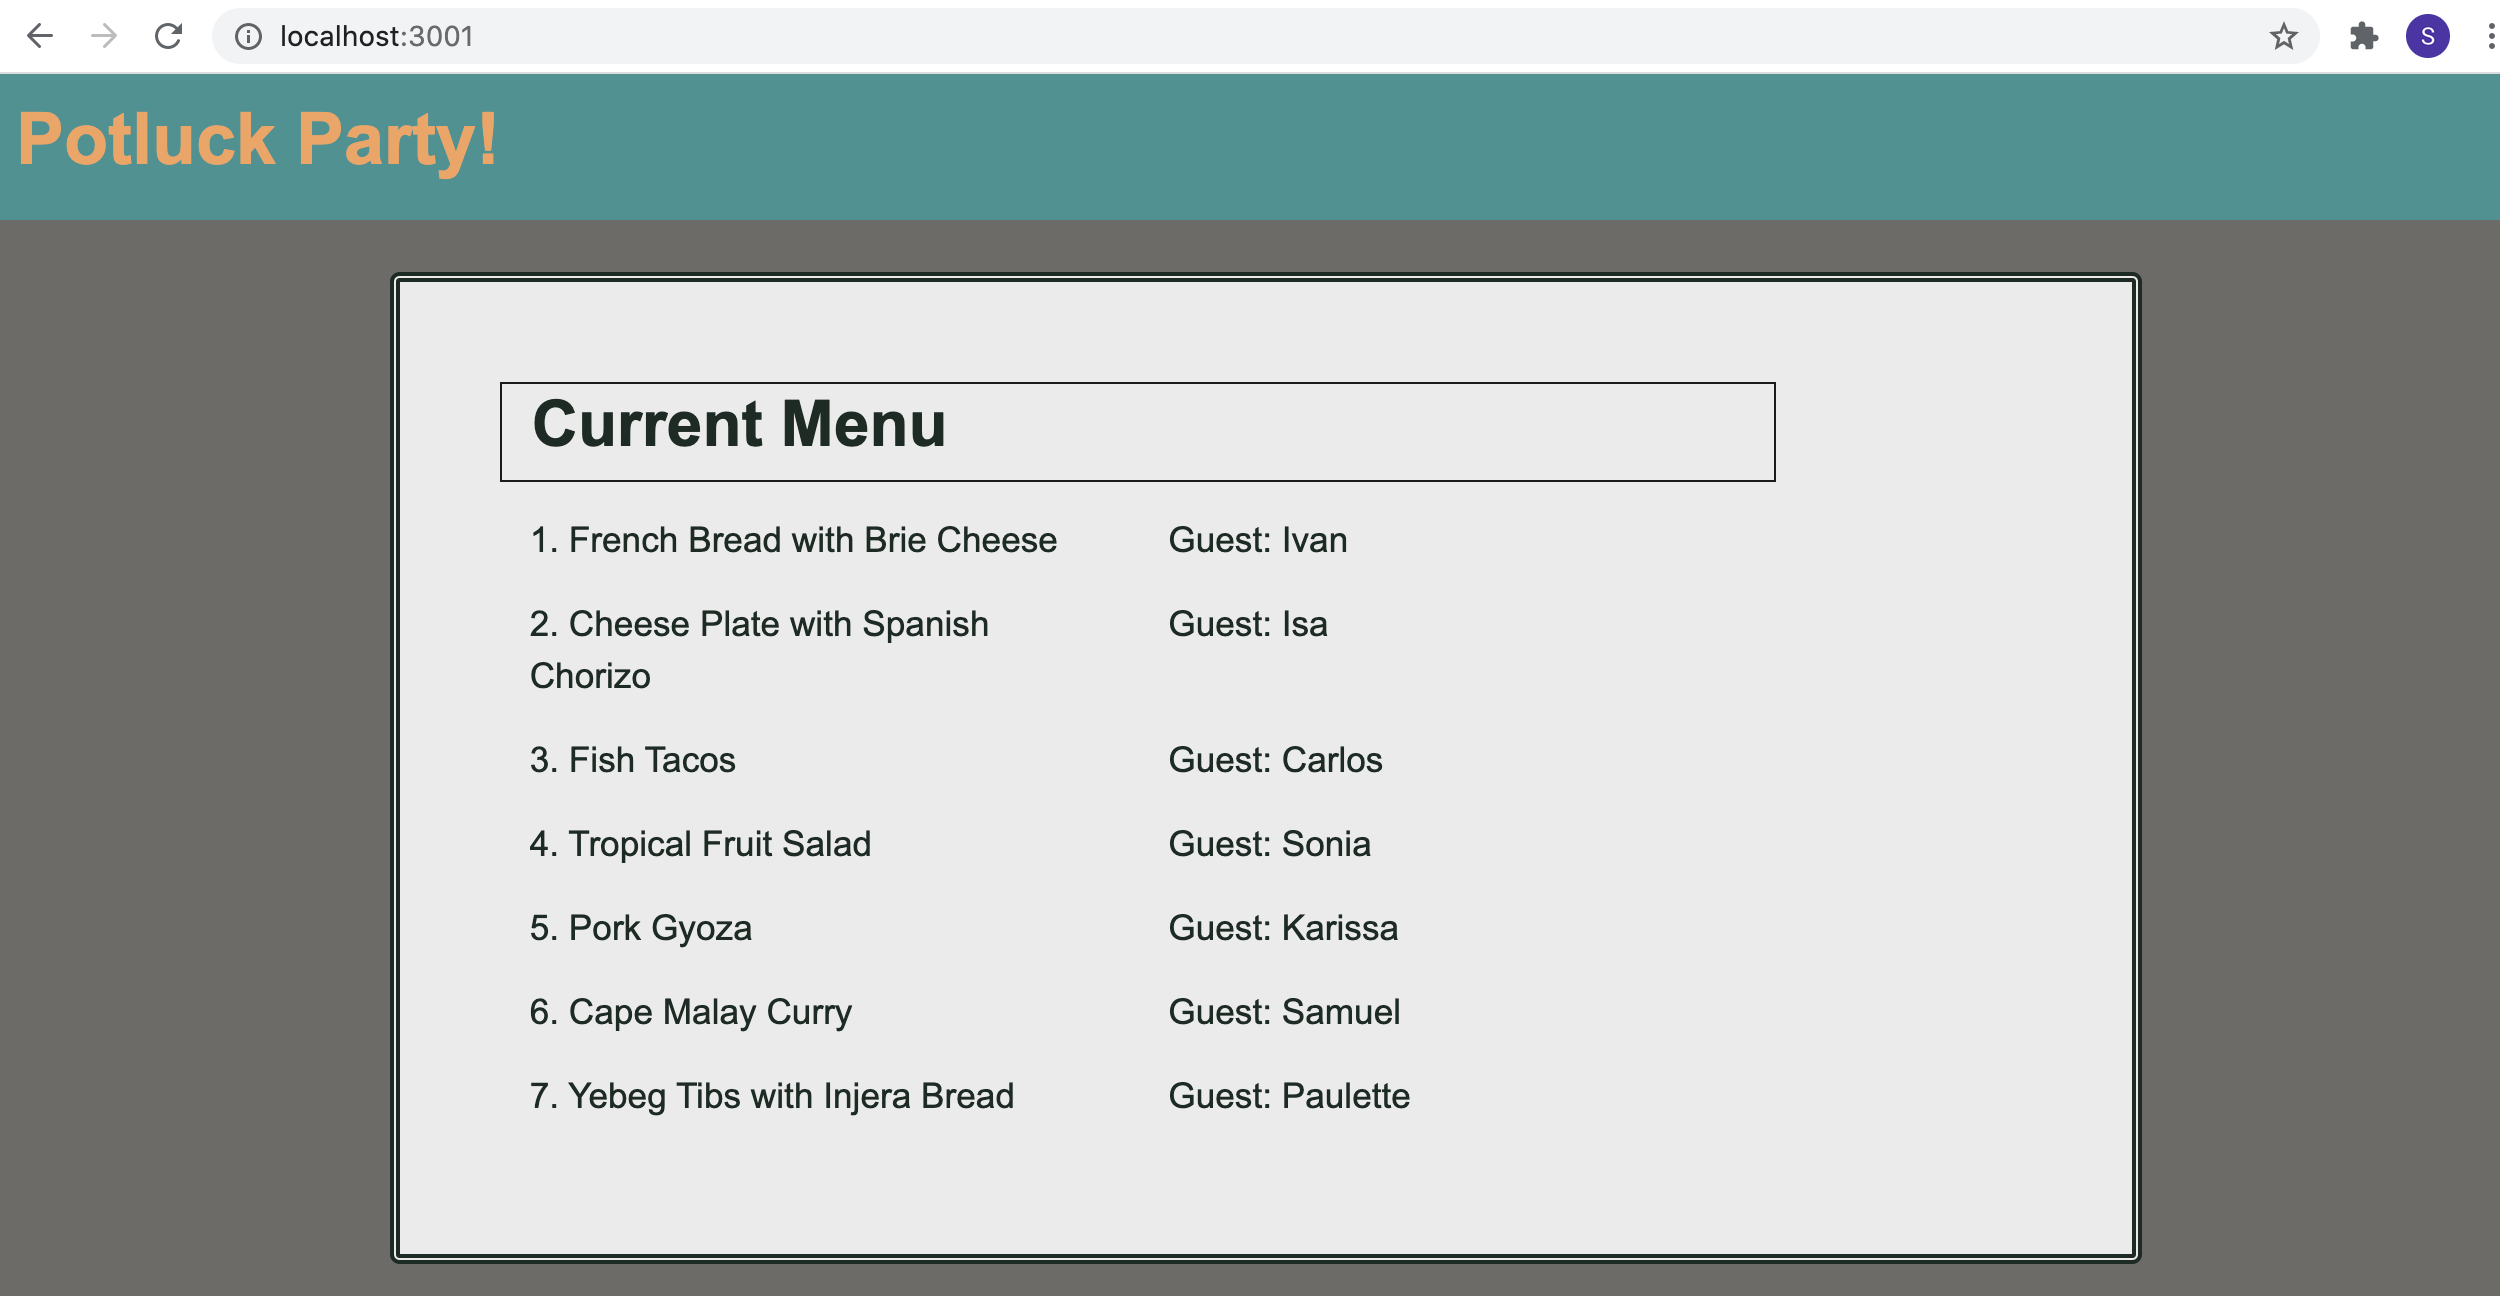 localhost:3001
S
Potluck Party!
Current Menu
1. French Bread with Brie Cheese Guest: Ivan
2. Cheese Plate with Spanish Guest: Isa
Chorizo
3. Fish Tacos Guest: Carlos
4. Tropical Fruit Salad Guest: Sonia
5. Pork Gyoza Guest: Karissa
6. Cape Malay Curry Guest: Samuel
7. Yebeg Tibs with Injera Bread Guest: Paulette